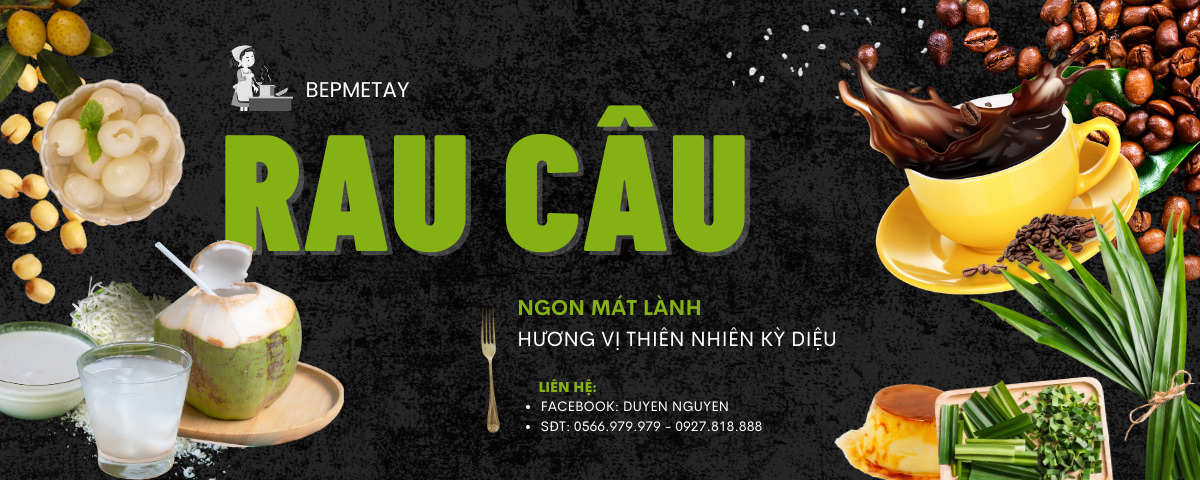 BEPMETAY
RAU CÂU
NGON MÁT LÀNH
HƯƠNG VỊ THIÊN NHIÊN KỲ DIỆU
LIÊN HỆ:
• FACEBOOK: DUYEN NGUYEN
• SĐT: 0566.979.979 - 0927.818.888